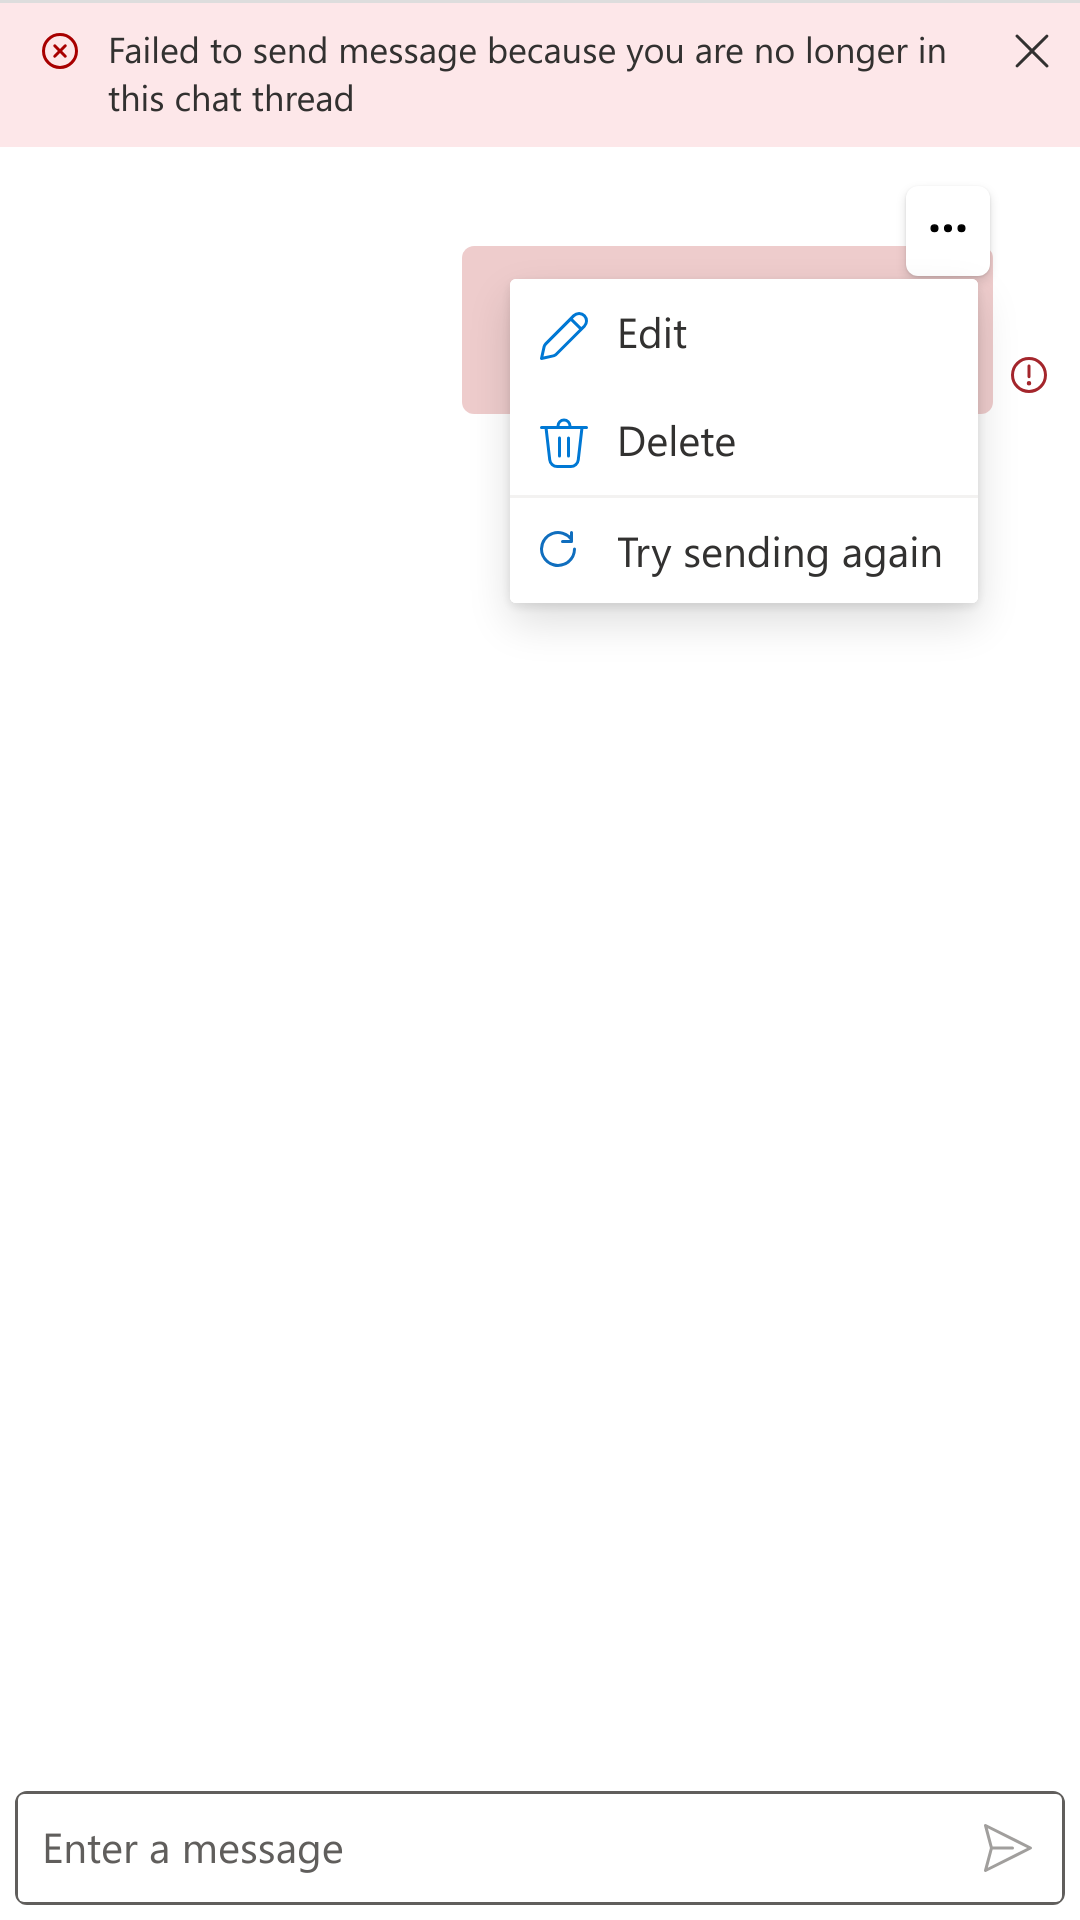 Failed to send message because you are no longer in
this chat thread
Edit
Delete
Try sending again
Enter a message